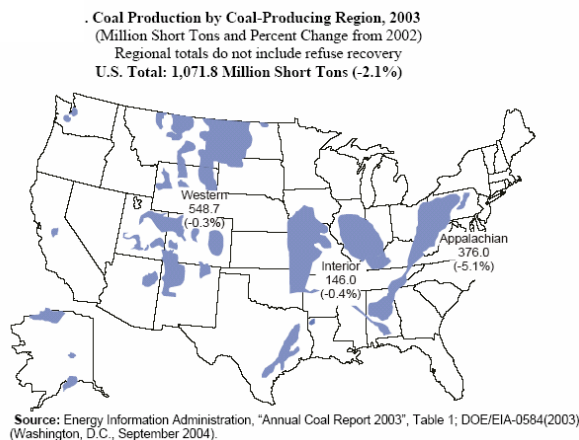 . Coal Production by Coal-Producing Region, 2003
(Million Short Tons and Percent Change from 2002)
Regional totals do not include refuse recovery
U.S. Total: 1,071.8 Million Short Tons (-2.1%)
Western
548.7
(-0.3%)
Appalachian
376.0
(-5.1%)
Interior
146.0
(-0.4%)
Source: Energy Information Administration, "Annual Coal Report 2003", Table 1; DOE/EIA-0584(2003)
(Washington, D.C., September 2004).